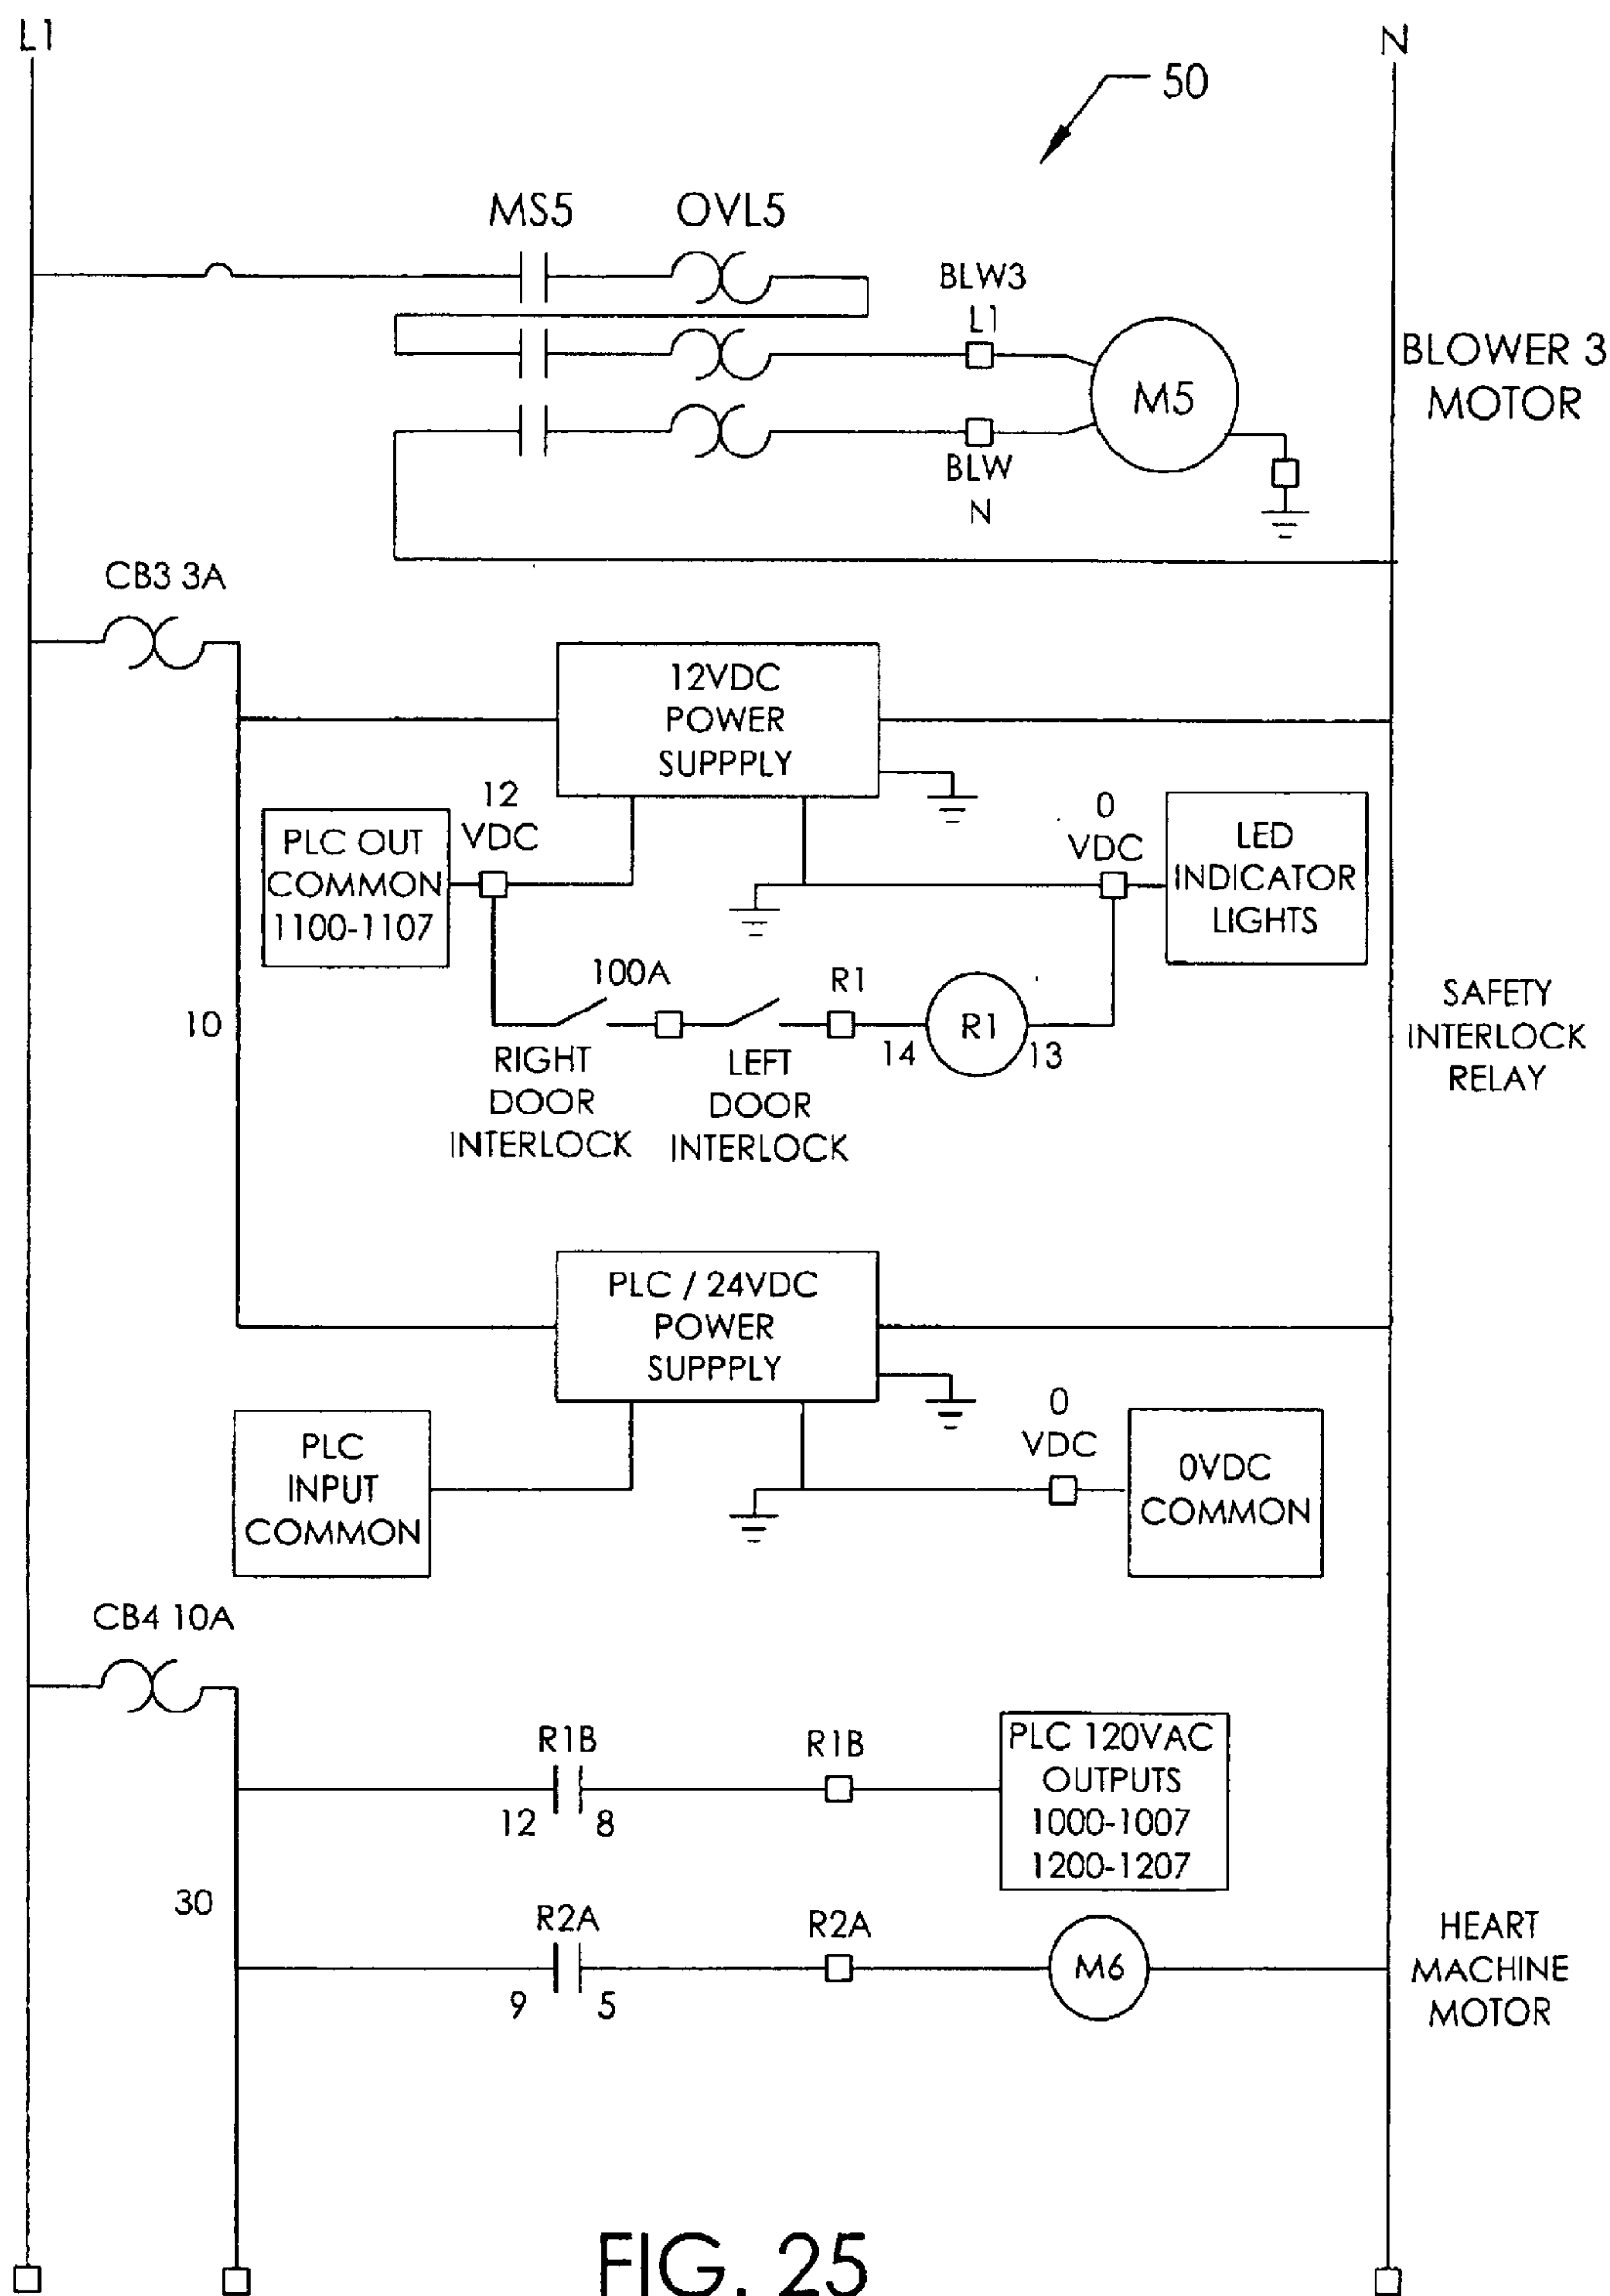 L1
N
50
MS5
OVL5
BLW3
L1
M5
BLOWER 3
MOTOR
BLW
N
CB3 3A
12VDC
POWER
SUPPPLY
12
VDC
PLC OUT
COMMON
1100-1107
0
VDC
LED
INDICATOR
LIGHTS
100A
R1
R1
14
13
10
RIGHT
DOOR
INTERLOCK
LEFT
DOOR
INTERLOCK
SAFETY
INTERLOCK
RELAY
PLC / 24VDC
POWER
SUPPPLY
PLC
INPUT
COMMON
0
VDC
0VDC
COMMON
CB4 10A
R1B
12
8
R1B
PLC 120VAC
OUTPUTS
1000-1007
1200-1207
30
R2A
9
5
R2A
M6
HEART
MACHINE
MOTOR
FIG. 25